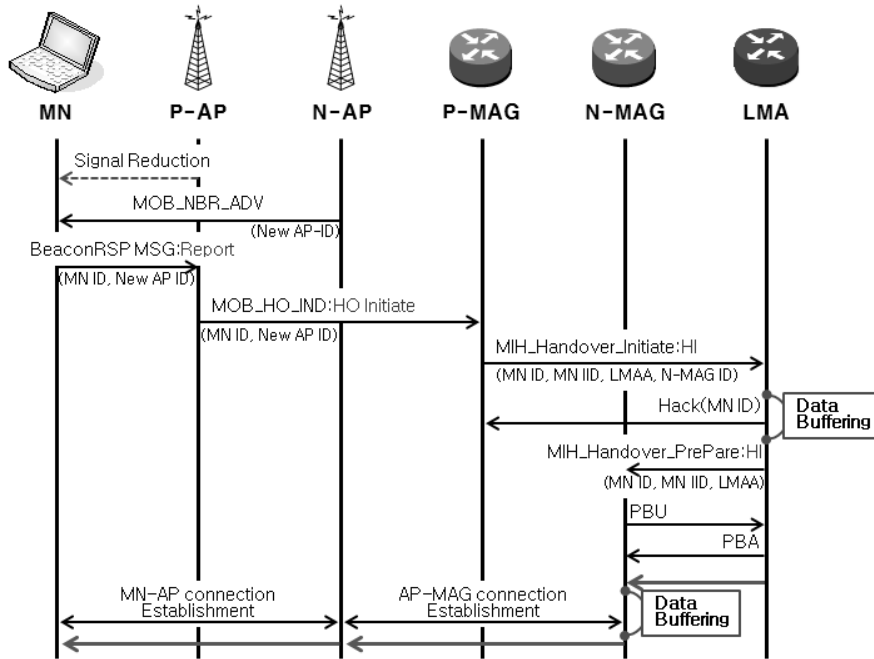 MN
P-AP
N-AP
P-MAG
N-MAG
LMA
Signal Reduction
MOB_NBR_ADV
(New AP-ID)
BeaconRSP MSG:Report
(MN ID, New AP ID)
MOB_HO_IND:HO Initiate
(MN ID, New AP ID)
MIH_Handover_Initiate:HI
(MN ID, MN IID, LMAA, N-MAG ID)
Hack(MN ID)
Data
Buffering
MIH_Handover_PrePare:HI
(MN ID, MN IID, LMAA)
PBU
PBA
MN-AP connection
Establishment
AP-MAG connection
Establishment
Data
Buffering